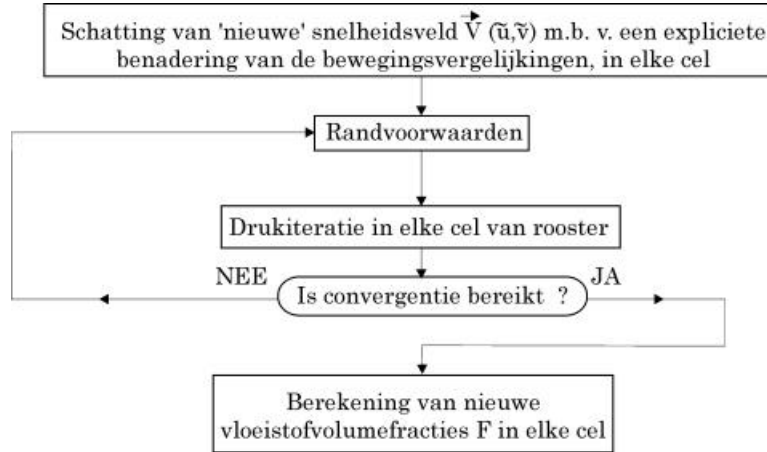 Schatting van 'nieuwe' snelheidsveld V⃗ (ũ,ṽ) m.b. v. een expliciete
benadering van de bewegingsvergelijkingen, in elke cel
Randvoorwaarden
Drukiteratie in elke cel van rooster
NEE
JA
Is convergentie bereikt ?
Berekening van nieuwe
vloeistofvolumefracties F in elke cel